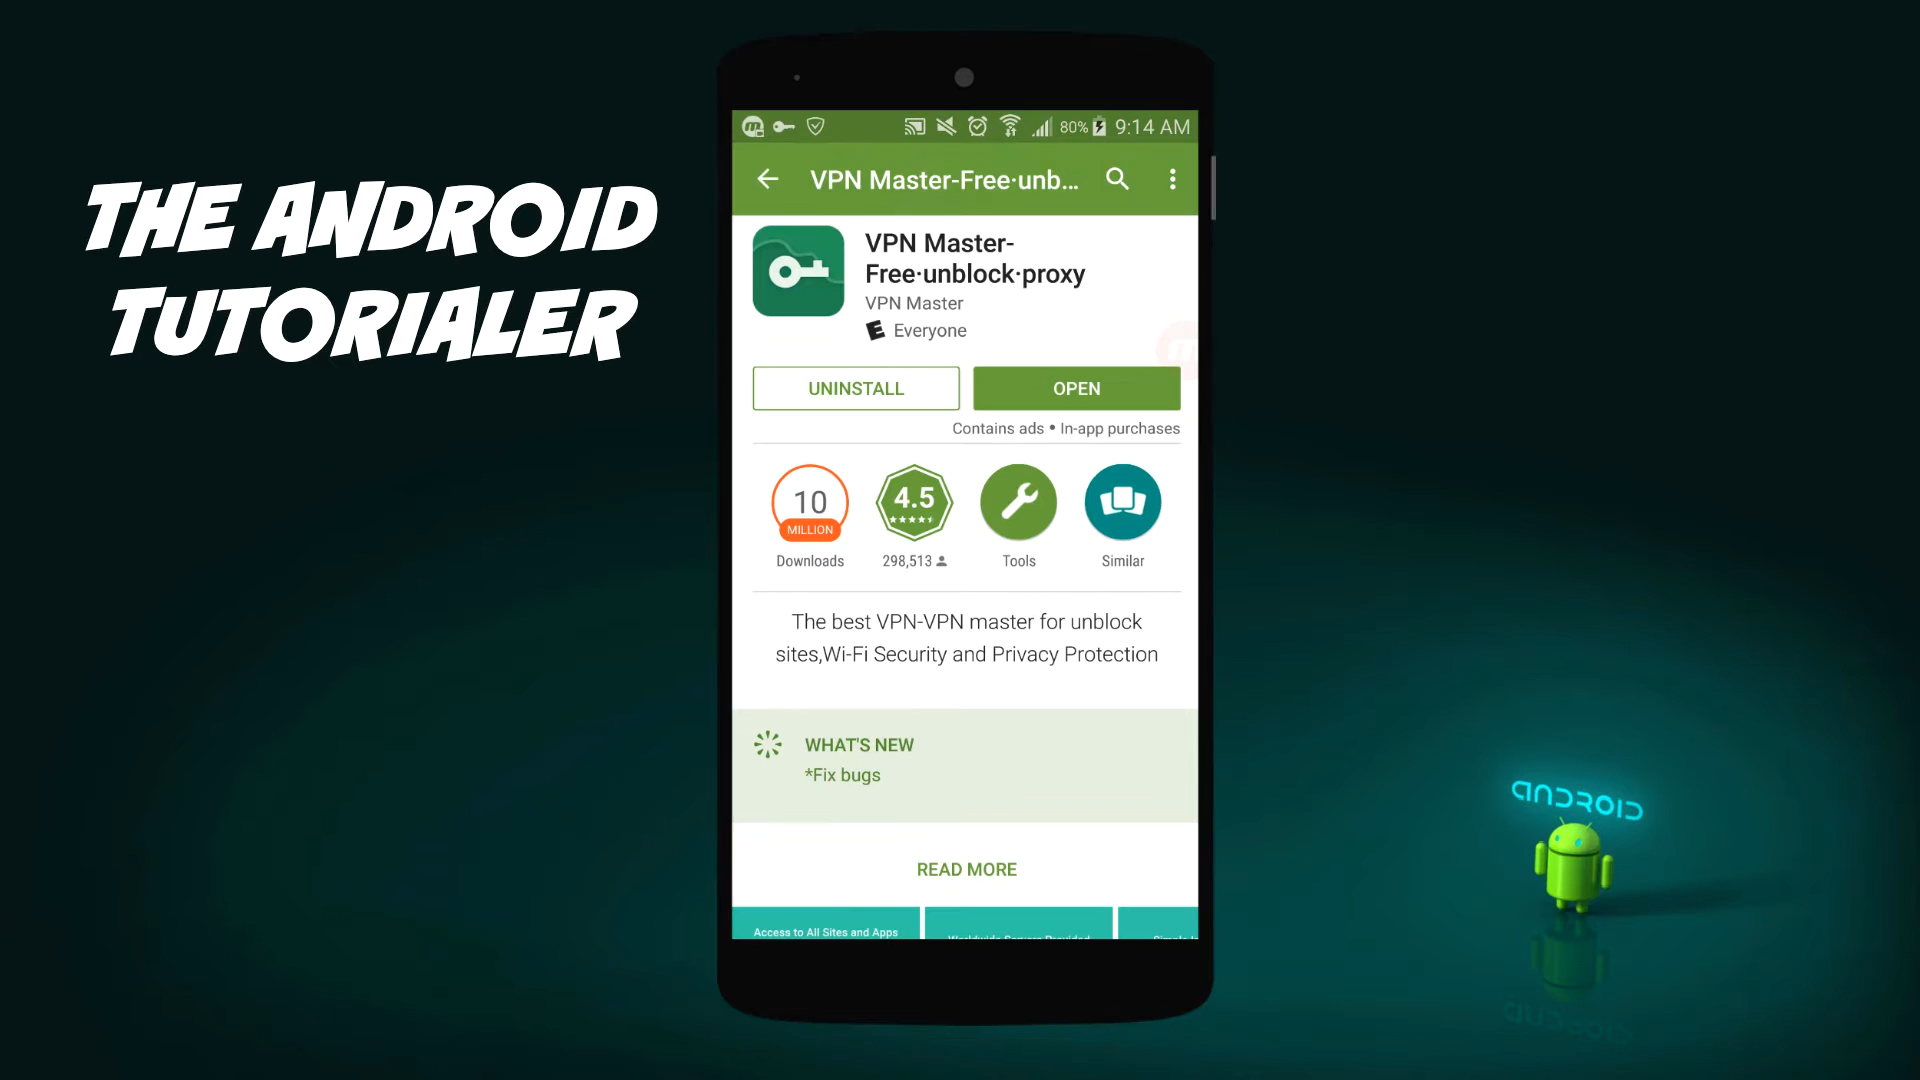 THE ANDROID
TUTORIALER
80% 9:14 AM
VPN Master-Free·unb...
VPN Master-
Free·unblock·proxy
VPN Master
E Everyone
UNINSTALL
OPEN
Contains ads • In-app purchases
10
MILLION
4.5
Downloads
298,513
Tools
Similar
The best VPN-VPN master for unblock
sites,Wi-Fi Security and Privacy Protection
WHAT'S NEW
*Fix bugs
READ MORE
Access to All Sites and Apps
Worldwide Servers Provided
ANDROID